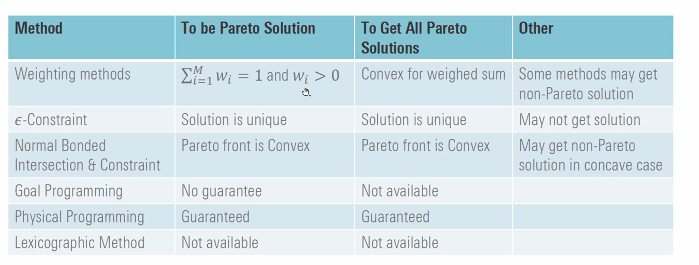 Method To be Pareto Solution To Get All Pareto Solutions Other
Weighting methods $\sum_{i=1}^{M} w_i = 1$ and $w_i > 0$ Convex for weighed sum Some methods may get non-Pareto solution
ϵ-Constraint Solution is unique Solution is unique May not get solution
Normal Bonded Intersection & Constraint Pareto front is Convex Pareto front is Convex May get non-Pareto solution in concave case
Goal Programming No guarantee Not available
Physical Programming Guaranteed Guaranteed
Lexicographic Method Not available Not available